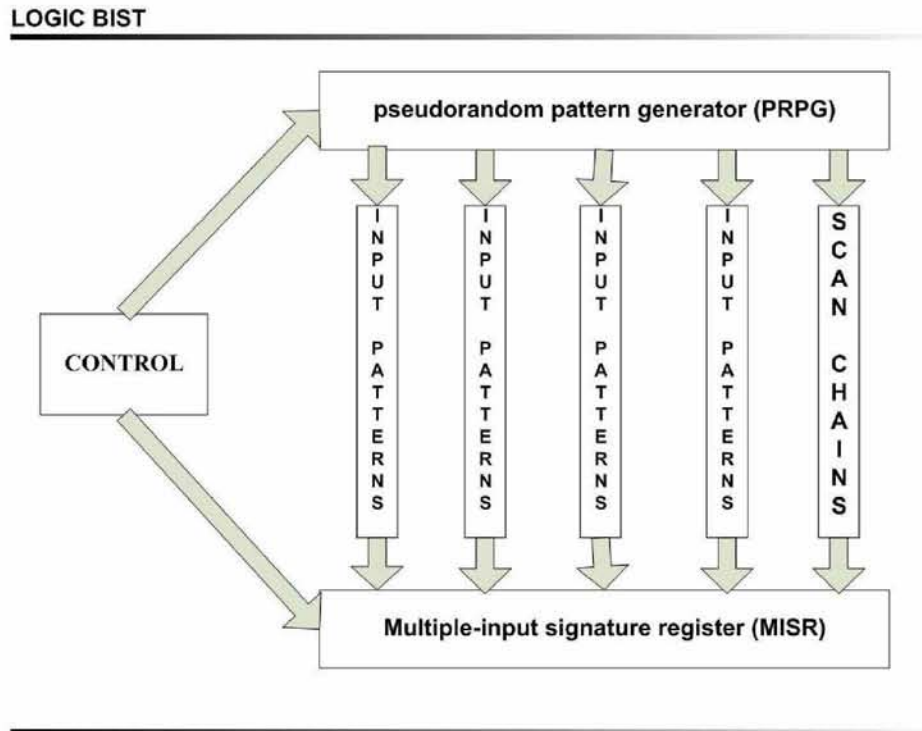 LOGIC BIST
pseudorandom pattern generator (PRPG)
INPUT PATTERNS
INPUT PATTERNS
INPUT PATTERNS
INPUT PATTERNS
SCAN CHAINS
CONTROL
Multiple-input signature register (MISR)